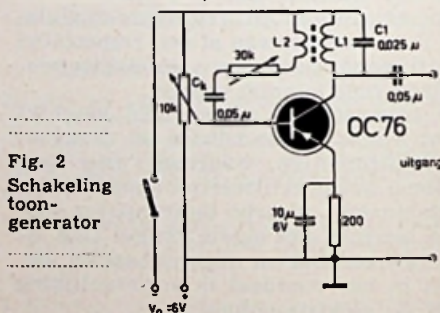 L2
L1
C1
0,025 μ
30k
Ck
0,05 μ
10k
0,05 μ
OC76
uitgang
Fig. 2
Schakeling
toon-
generator
10 μ
6V
200
- +
=6V